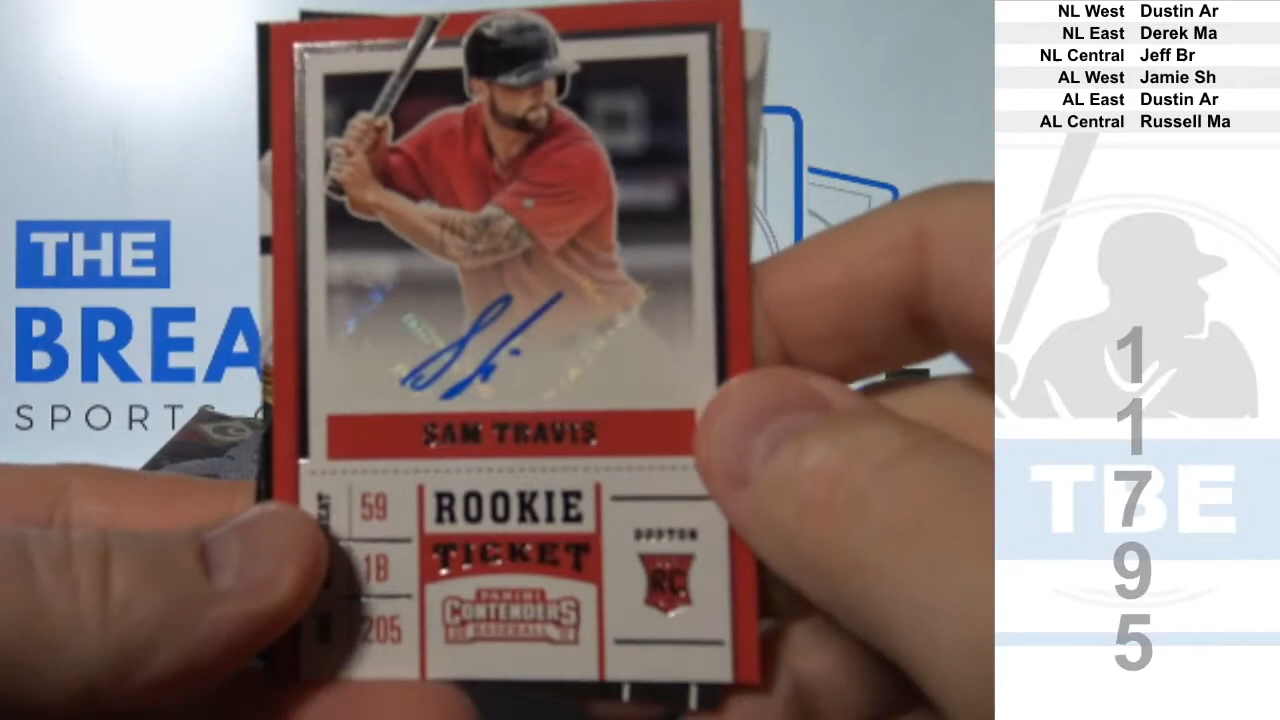 THE
BREA
SPORTS
SAM TRAVIS
59
1B
205
ROOKIE
TICKET
PANINI
CONTENDERS
BASEBALL
BOSTON
RC
NL West Dustin Ar
NL East Derek Ma
NL Central Jeff Br
AL West Jamie Sh
AL East Dustin Ar
AL Central Russell Ma
TBE
1
1
7
9
5